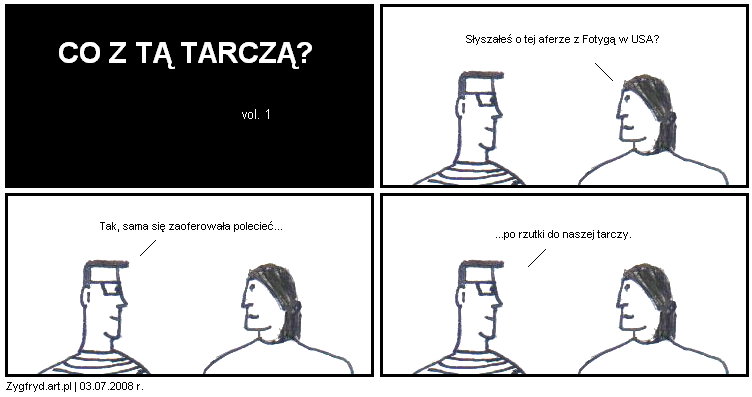 CO Z TĄ TARCZĄ?
vol. 1
Słyszałeś o tej aferze z Fotygą w USA?
Tak, sama się zaoferowała polecieć...
...po rzutki do naszej tarczy.
Zygfryd.art.pl | 03.07.2008 r.